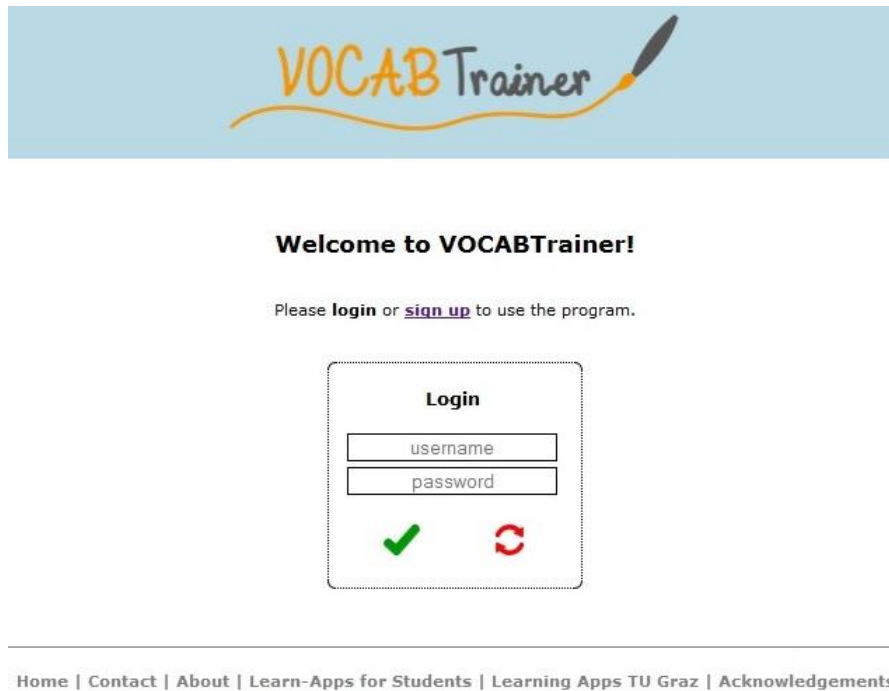 VOCABTrainer
Welcome to VOCABTrainer!
Please login or sign up to use the program.
Login
username
password
Home | Contact | About | Learn-Apps for Students | Learning Apps TU Graz | Acknowledgements